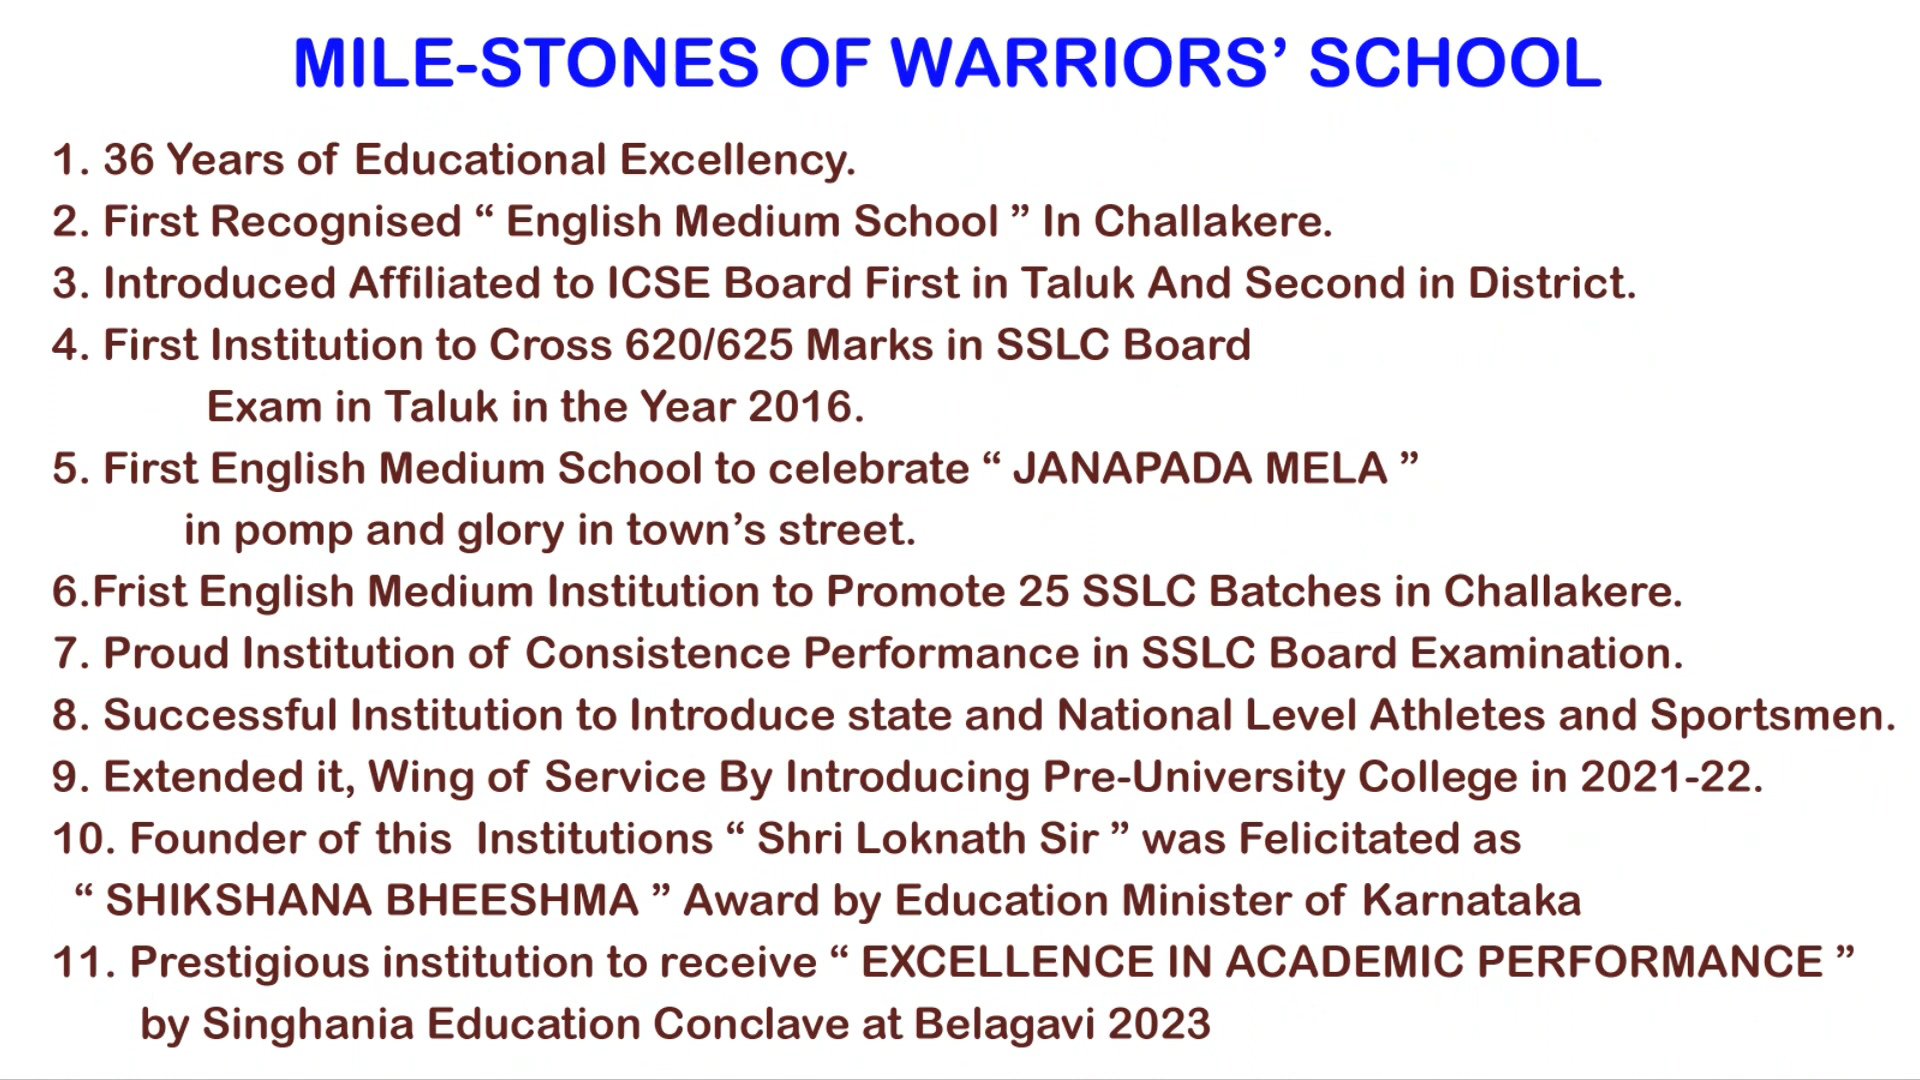 MILE-STONES OF WARRIORS’ SCHOOL
1. 36 Years of Educational Excellency.
2. First Recognised “ English Medium School ” In Challakere.
3. Introduced Affiliated to ICSE Board First in Taluk And Second in District.
4. First Institution to Cross 620/625 Marks in SSLC Board
Exam in Taluk in the Year 2016.
5. First English Medium School to celebrate “ JANAPADA MELA ”
in pomp and glory in town’s street.
6.Frist English Medium Institution to Promote 25 SSLC Batches in Challakere.
7. Proud Institution of Consistence Performance in SSLC Board Examination.
8. Successful Institution to Introduce state and National Level Athletes and Sportsmen.
9. Extended it, Wing of Service By Introducing Pre-University College in 2021-22.
10. Founder of this  Institutions “ Shri Loknath Sir ” was Felicitated as
“ SHIKSHANA BHEESHMA ” Award by Education Minister of Karnataka
11. Prestigious institution to receive “ EXCELLENCE IN ACADEMIC PERFORMANCE ”
by Singhania Education Conclave at Belagavi 2023